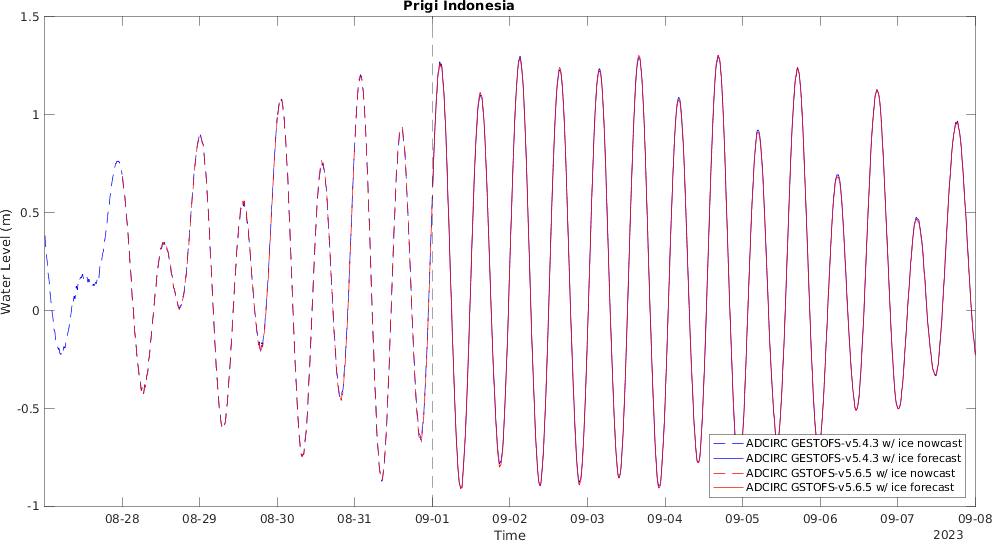 Prigi Indonesia
1.5
1
0.5
0
-0.5
-1
Water Level (m)
08-28 08-29 08-30 08-31 09-01 09-02 09-03 09-04 09-05 09-06 09-07 09-08
Time
2023
ADCIRC GESTOFS-v5.4.3 w/ ice nowcast
ADCIRC GESTOFS-v5.4.3 w/ ice forecast
ADCIRC GSTOFS-v5.6.5 w/ ice nowcast
ADCIRC GSTOFS-v5.6.5 w/ ice forecast